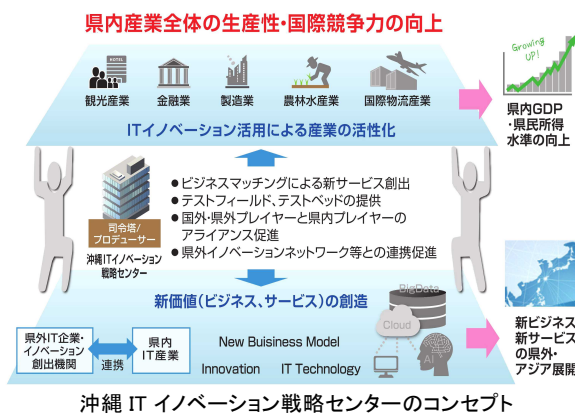 県内産業全体の生産性・国際競争力の向上
HOTEL
観光産業
金融業
製造業
農林水産業
国際物流産業
ITイノベーション活用による産業の活性化
Growing
UP!
県内GDP
・県民所得
水準の向上
司令塔/
プロデューサー
沖縄ITイノベーション
戦略センター
●ビジネスマッチングによる新サービス創出
●テストフィールド、テストベッドの提供
●国外・県外プレイヤーと県内プレイヤーの
アライアンス促進
●県外イノベーションネットワーク等との連携促進
新価値(ビジネス、サービス)の創造
県外IT企業・
イノベーション
創出機関
連携
県内
IT産業
New Buisiness Model
Innovation
IT Technology
BigData
Cloud
AI
新ビジネス
新サービス
の県外・
アジア展開
沖縄 IT イノベーション戦略センターのコンセプト